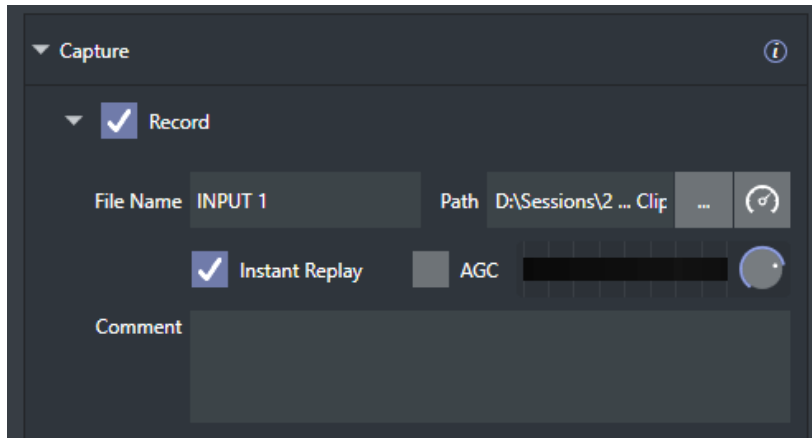 Capture
Record
File Name INPUT 1 Path D:\Sessions\2 ... Clip ...
Instant Replay AGC
Comment